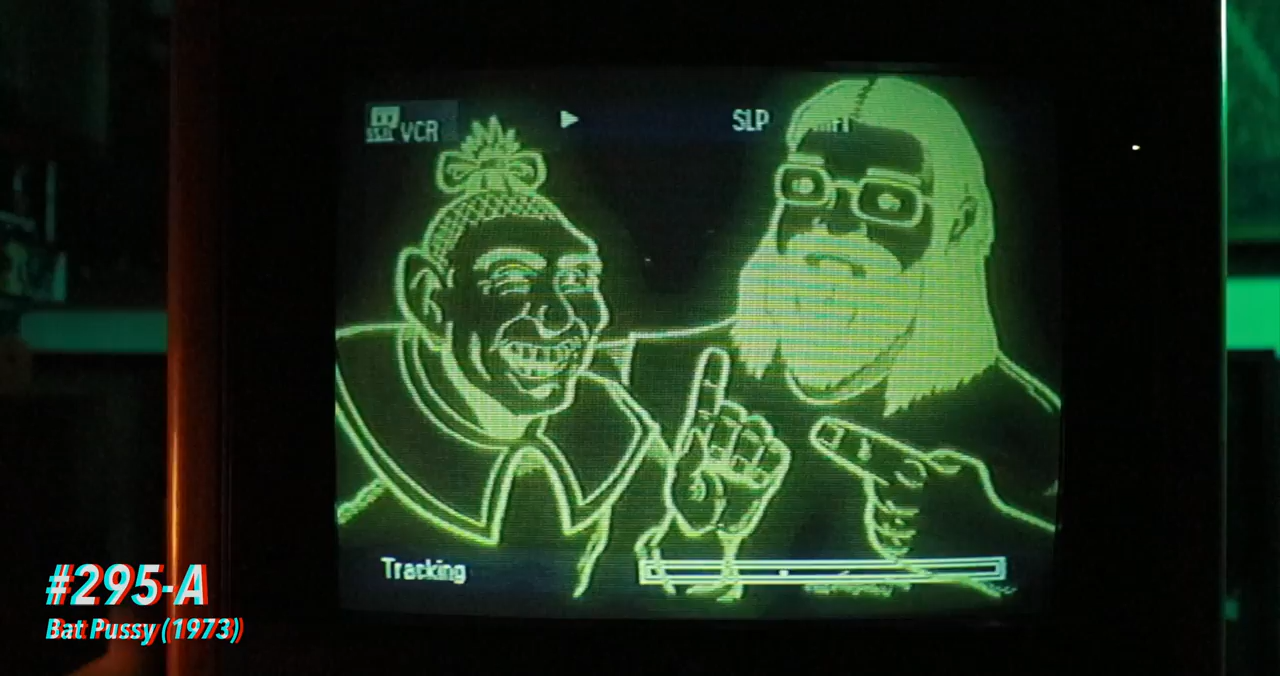 VCR
SLP
Tracking
#295-A
Bat Pussy (1973)